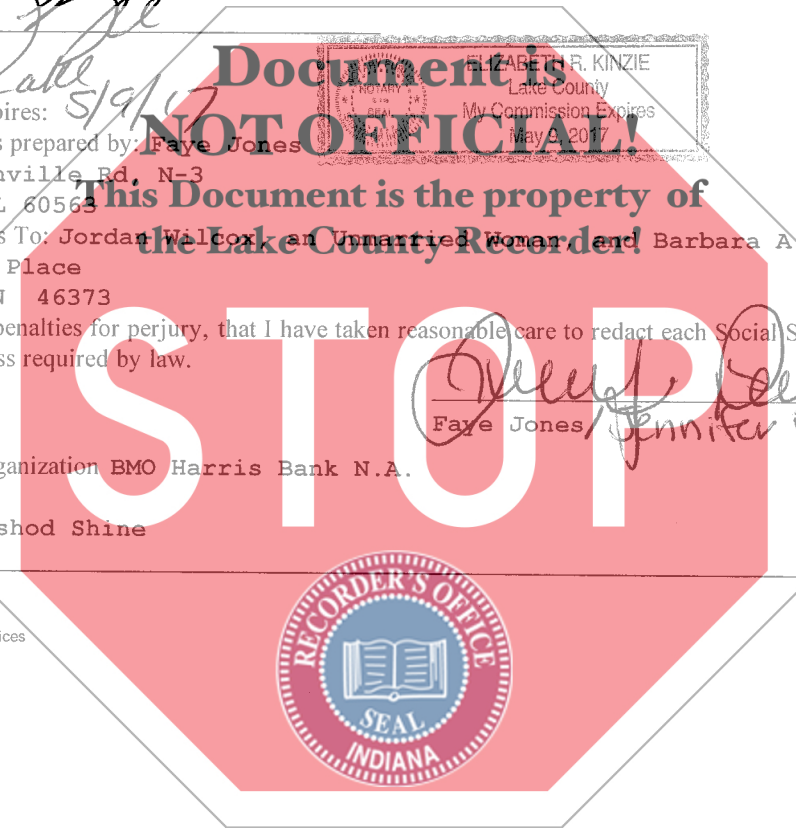 Lake
pires: 5/9/17
ELIZABETH R. KINZIE
Lake County
My Commission Expires
May 9, 2017
NOTARY
SEAL
Document is
NOT OFFICIAL!
This Document is the property of
the Lake County Recorder!
s prepared by: Faye Jones
nville Rd, N-3
L 60563
s To: Jordan Wilcox, an Unmarried Woman, and Barbara A
Place
N 46373
penalties for perjury, that I have taken reasonable care to redact each Social S
ss required by law.
Faye Jones/Jennifer
ganization BMO Harris Bank N.A.
shod Shine
STOP
ices
RECORDER'S OFFICE
SEAL
INDIANA